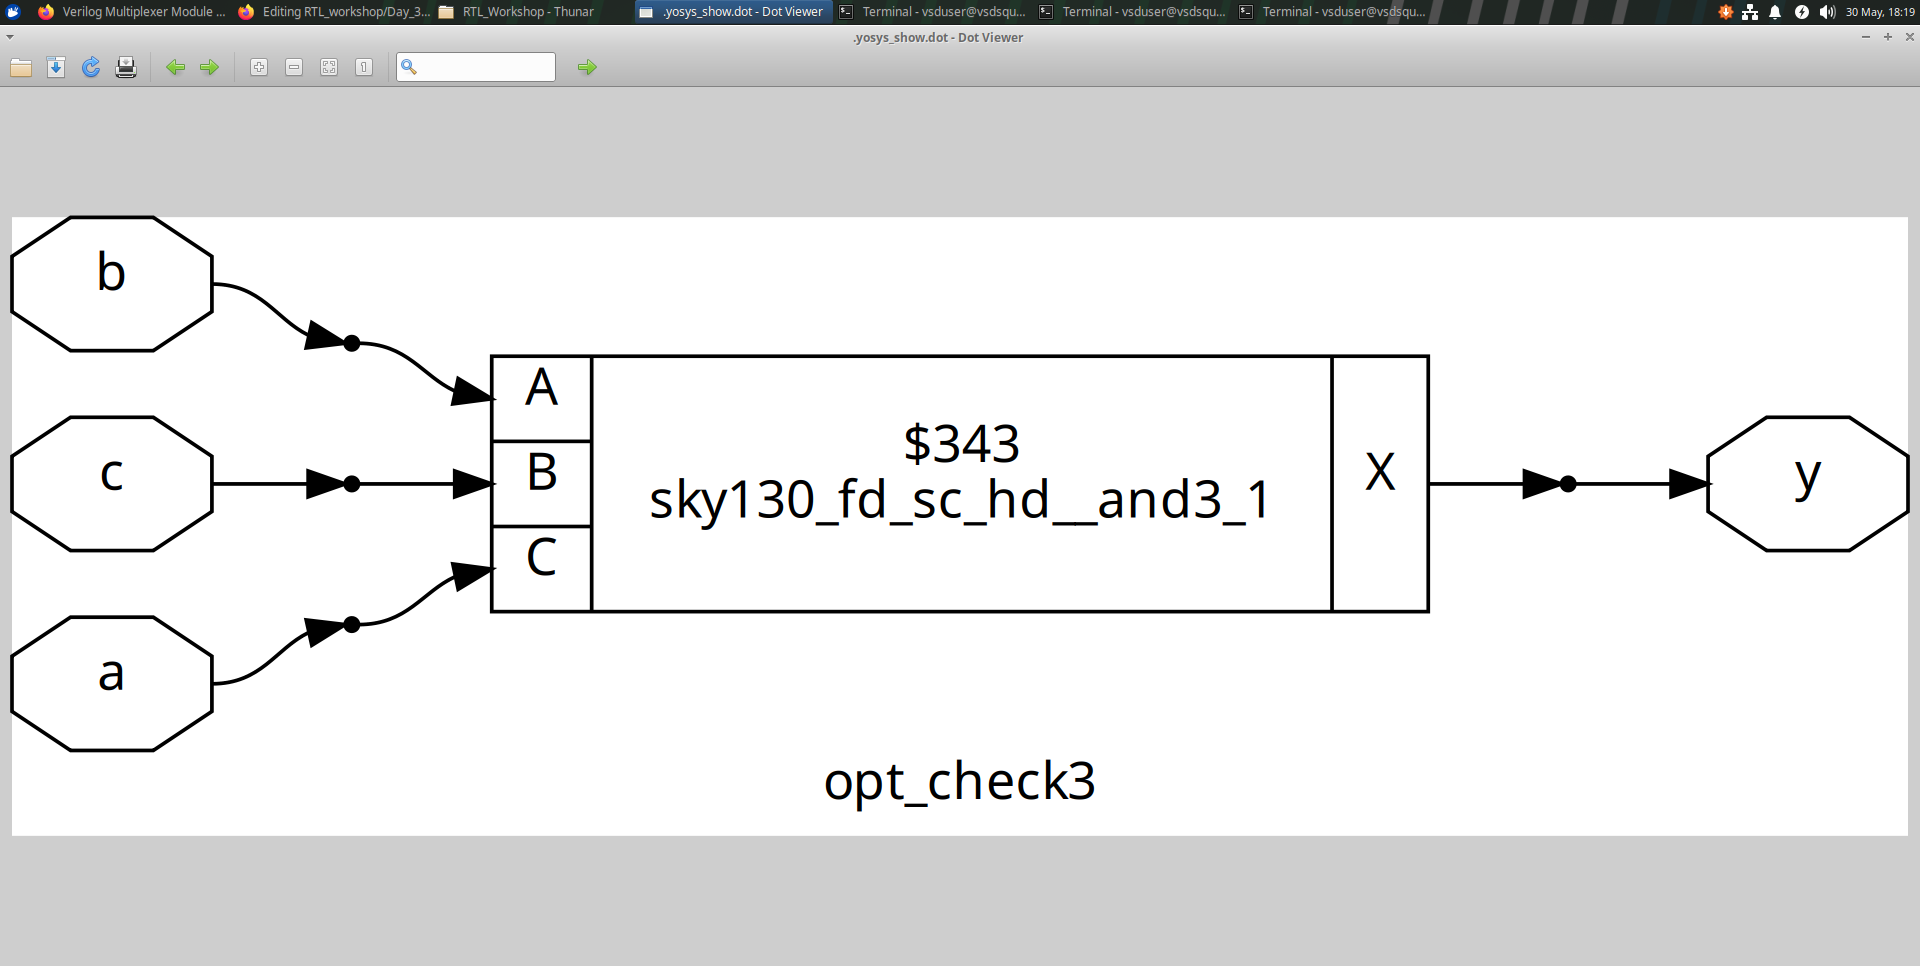 Verilog Multiplexer Module ...
Editing RTL_workshop/Day_3...
RTL_Workshop - Thunar
.yosys_show.dot - Dot Viewer
Terminal - vsduser@vsdsqu...
Terminal - vsduser@vsdsqu...
Terminal - vsduser@vsdsqu...
30 May, 18:19
.yosys_show.dot - Dot Viewer
1
b
c
a
A
B
C
$343
sky130_fd_sc_hd__and3_1
X
y
opt_check3